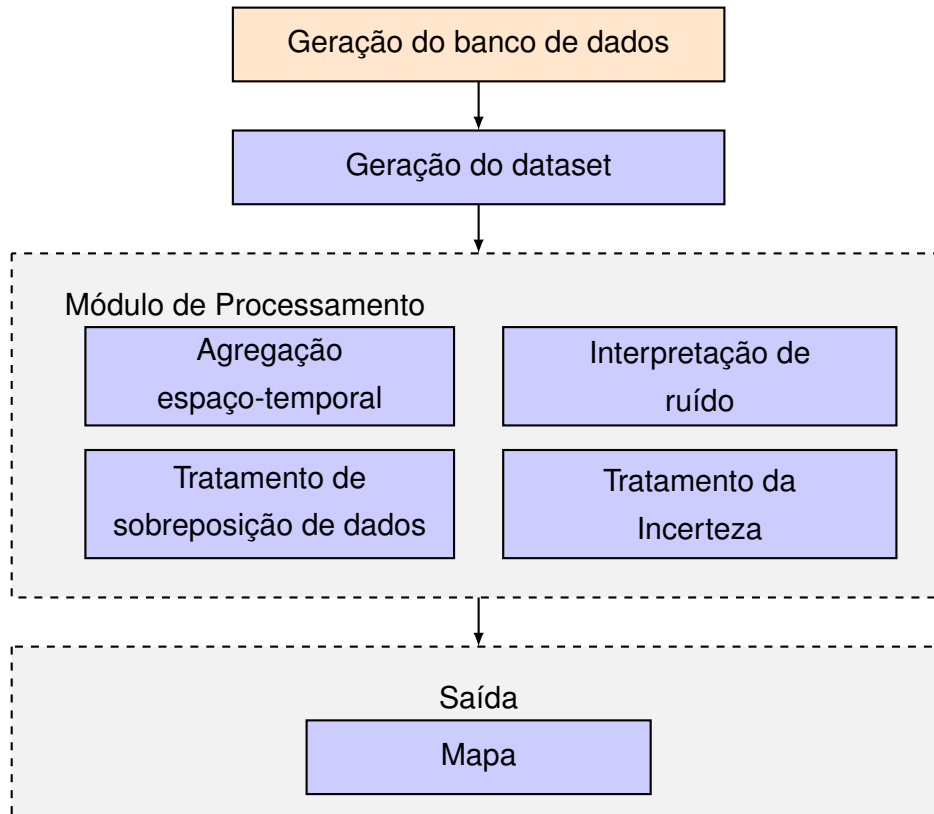 Geração do banco de dados
Geração do dataset
Módulo de Processamento
Agregação
espaço-temporal
Interpretação de
ruído
Tratamento de
sobreposição de dados
Tratamento da
Incerteza
Saída
Mapa